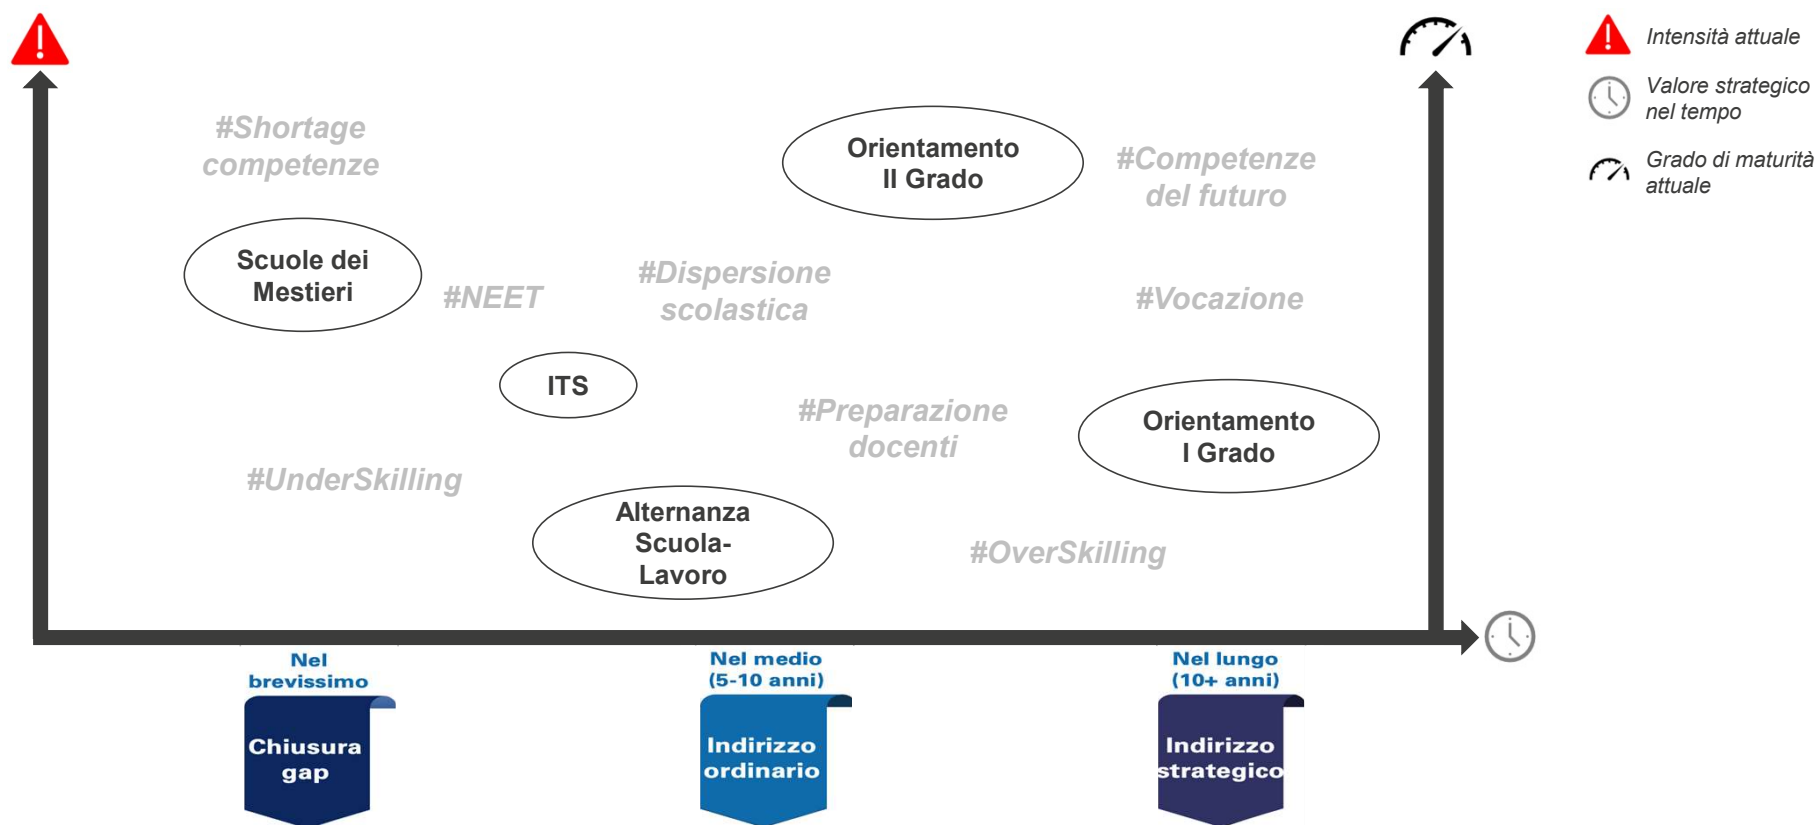 Intensità attuale
Valore strategico
nel tempo
Grado di maturità
attuale
#Shortage
competenze
Orientamento
II Grado
#Competenze
del futuro
Scuole dei
Mestieri
#NEET
#Dispersione
scolastica
#Vocazione
ITS
#Preparazione
docenti
Orientamento
I Grado
#UnderSkilling
Alternanza
Scuola-
Lavoro
#OverSkilling
Nel
brevissimo
Chiusura
gap
Nel medio
(5-10 anni)
Indirizzo
ordinario
Nel lungo
(10+ anni)
Indirizzo
strategico